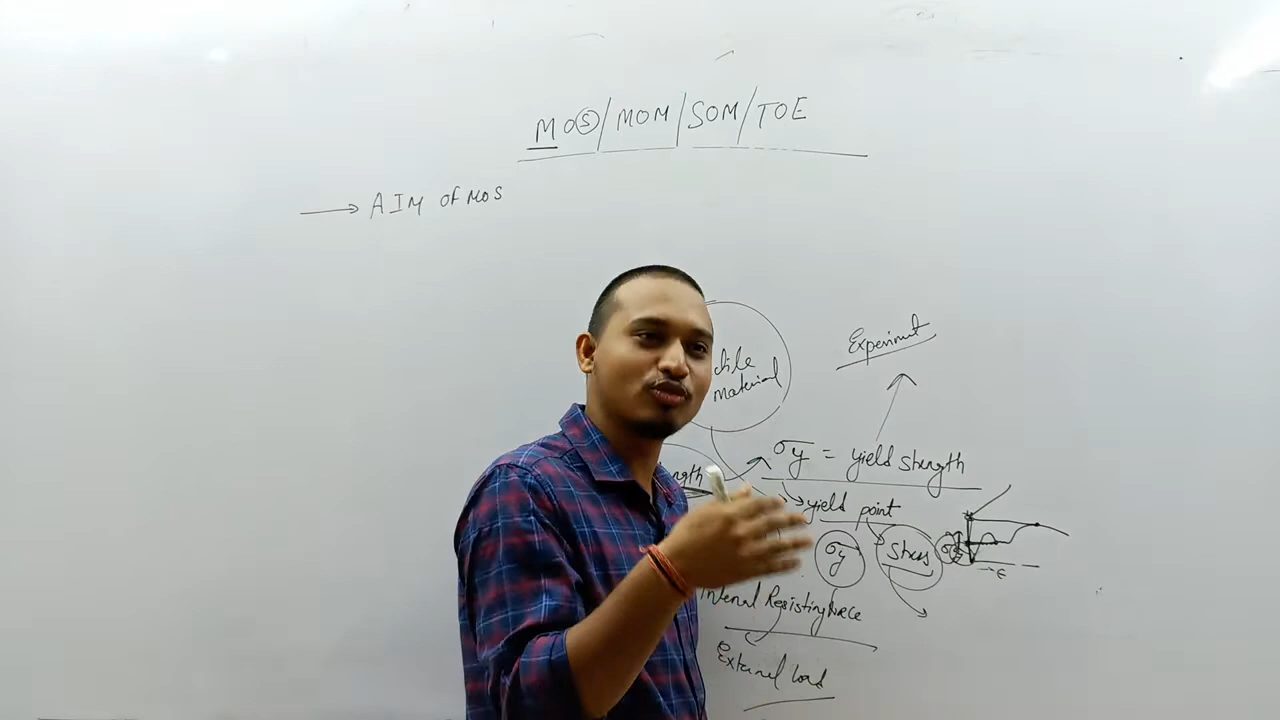 MOS/MOM/SOM/TOE
→ AIM OF MOS
Experiment
material
σy = yield strength
yield point
σy
Stress
ε
Internal Resisting force
External load